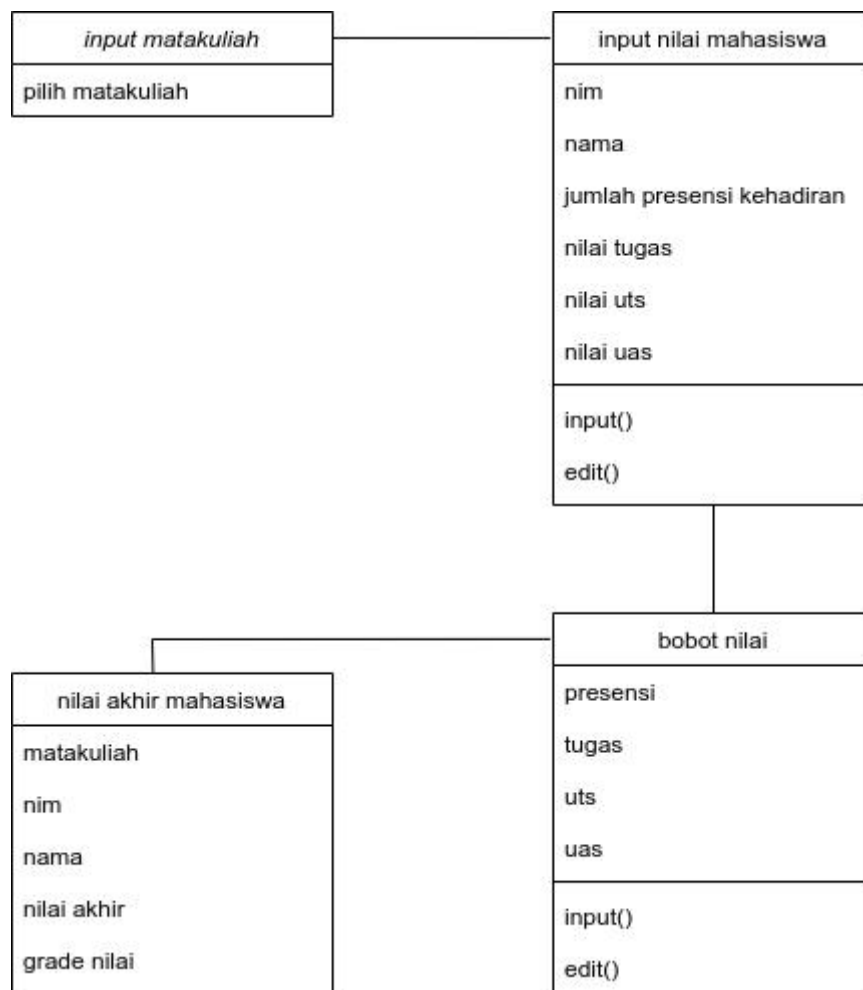 input matakuliah
pilih matakuliah
input nilai mahasiswa
nim
nama
jumlah presensi kehadiran
nilai tugas
nilai uts
nilai uas
input()
edit()
bobot nilai
presensi
tugas
uts
uas
input()
edit()
nilai akhir mahasiswa
matakuliah
nim
nama
nilai akhir
grade nilai